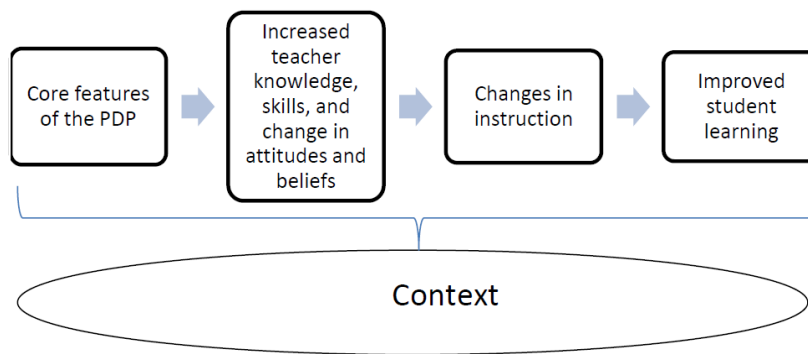 Core features
of the PDP
Increased
teacher
knowledge,
skills, and
change in
attitudes and
beliefs
Changes in
instruction
Improved
student
learning
Context